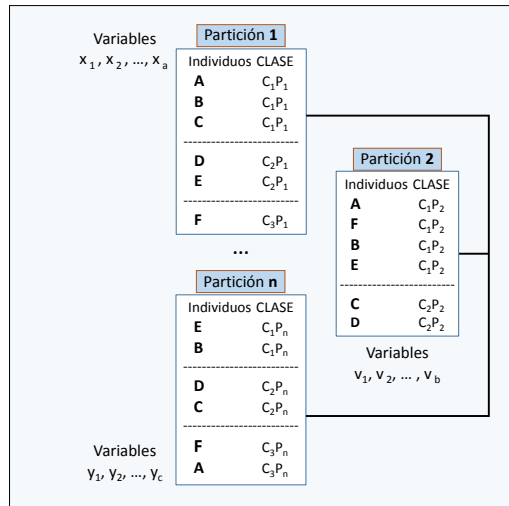 Variables
x₁, x₂, ..., xₐ
Partición 1
Individuos CLASE
A C₁P₁
B C₁P₁
C C₁P₁
----------------------------
D C₂P₁
E C₂P₁
----------------------------
F C₃P₁
...
Partición 2
Individuos CLASE
A C₁P₂
F C₁P₂
B C₁P₂
E C₁P₂
----------------------------
C C₂P₂
D C₂P₂
Variables
v₁, v₂, ... , v_b
Partición n
Individuos CLASE
E C₁Pₙ
B C₁Pₙ
----------------------------
D C₂Pₙ
C C₂Pₙ
----------------------------
F C₃Pₙ
A C₃Pₙ
Variables
y₁, y₂, ..., y_c